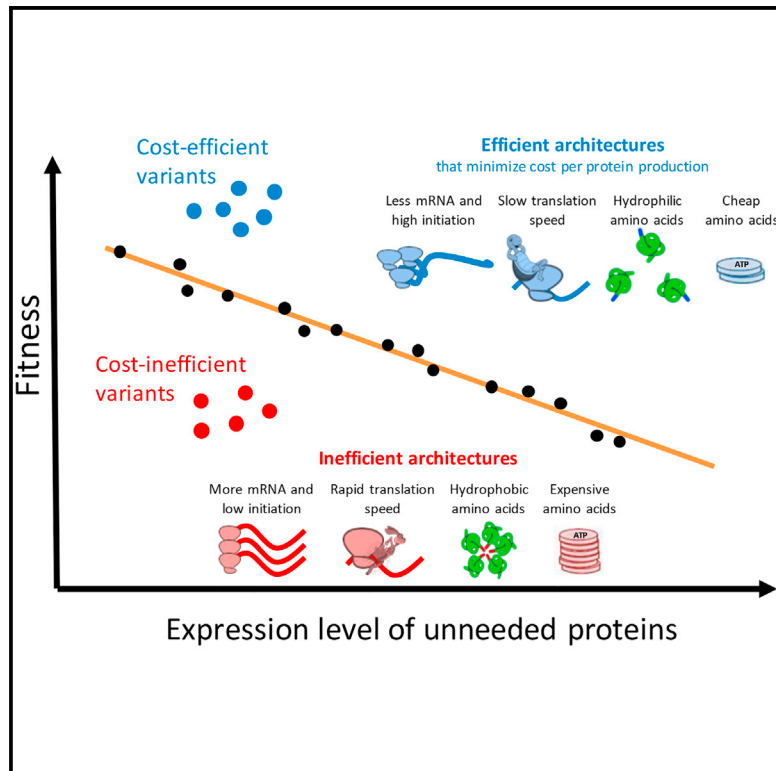 Cost-efficient
variants
Efficient architectures
that minimize cost per protein production
Less mRNA and
high initiation
Slow translation
speed
Hydrophilic
amino acids
Cheap
amino acids
ATP
Fitness
Cost-inefficient
variants
Inefficient architectures
More mRNA and
low initiation
Rapid translation
speed
Hydrophobic
amino acids
Expensive
amino acids
ATP
Expression level of unneeded proteins